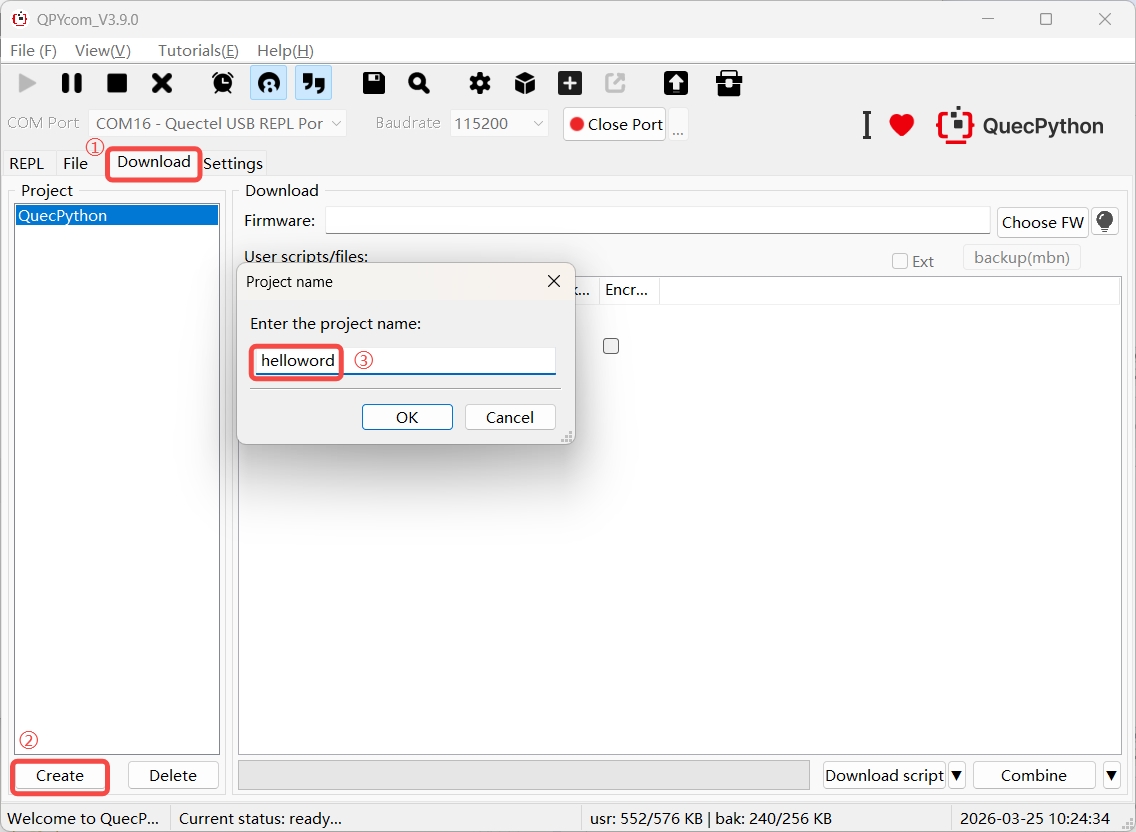 QPYcom_V3.9.0
File (F) View(V) Tutorials(E) Help(H)
COM Port COM16 - Quectel USB REPL Por Baudrate 115200 Close Port ... I QuecPython
① REPL File Download Settings
Project
QuecPython
Download
Firmware: Choose FW
User scripts/files: Ext backup(mbn)
Encr...
Project name
Enter the project name:
helloword ③
OK Cancel
②
Create Delete
Download script Combine
Welcome to QuecP... Current status: ready... usr: 552/576 KB | bak: 240/256 KB 2026-03-25 10:24:34